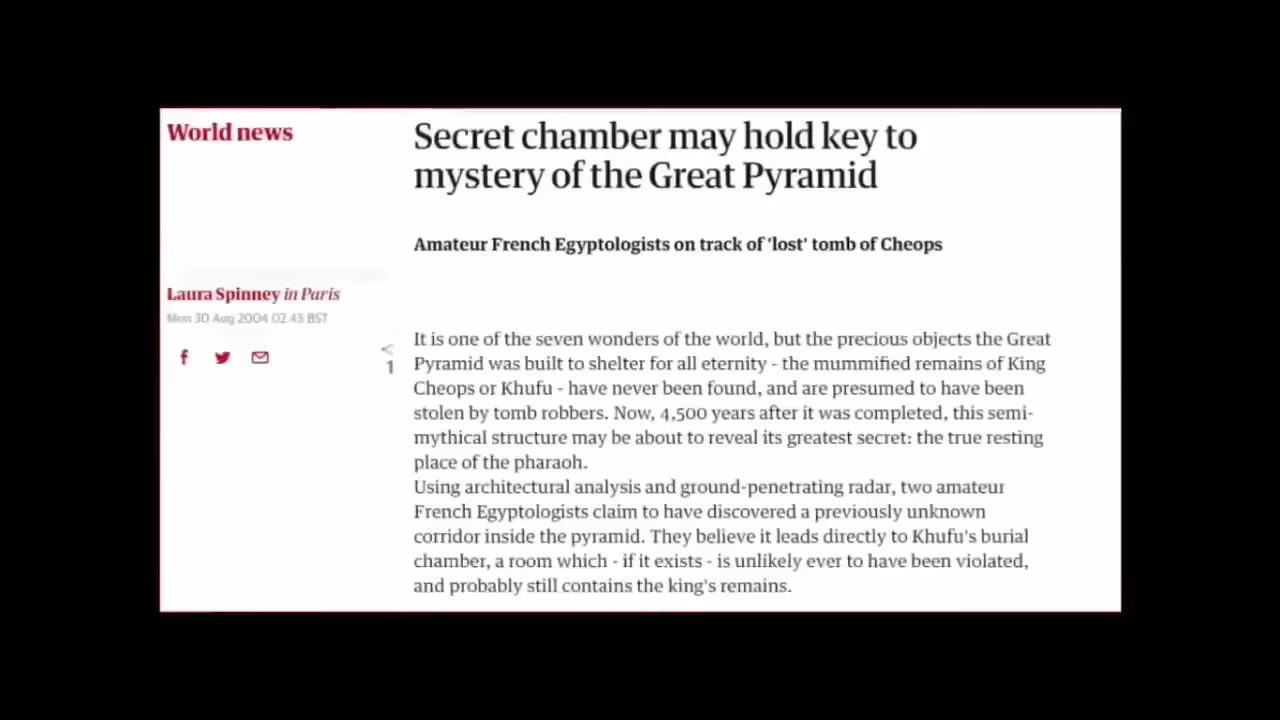 World news
Secret chamber may hold key to
mystery of the Great Pyramid
Amateur French Egyptologists on track of 'lost' tomb of Cheops
Laura Spinney in Paris
Mon 30 Aug 2004 02.45 BST
1
It is one of the seven wonders of the world, but the precious objects the Great
Pyramid was built to shelter for all eternity - the mummified remains of King
Cheops or Khufu - have never been found, and are presumed to have been
stolen by tomb robbers. Now, 4,500 years after it was completed, this semi-
mythical structure may be about to reveal its greatest secret: the true resting
place of the pharaoh.
Using architectural analysis and ground-penetrating radar, two amateur
French Egyptologists claim to have discovered a previously unknown
corridor inside the pyramid. They believe it leads directly to Khufu's burial
chamber, a room which - if it exists - is unlikely ever to have been violated,
and probably still contains the king's remains.